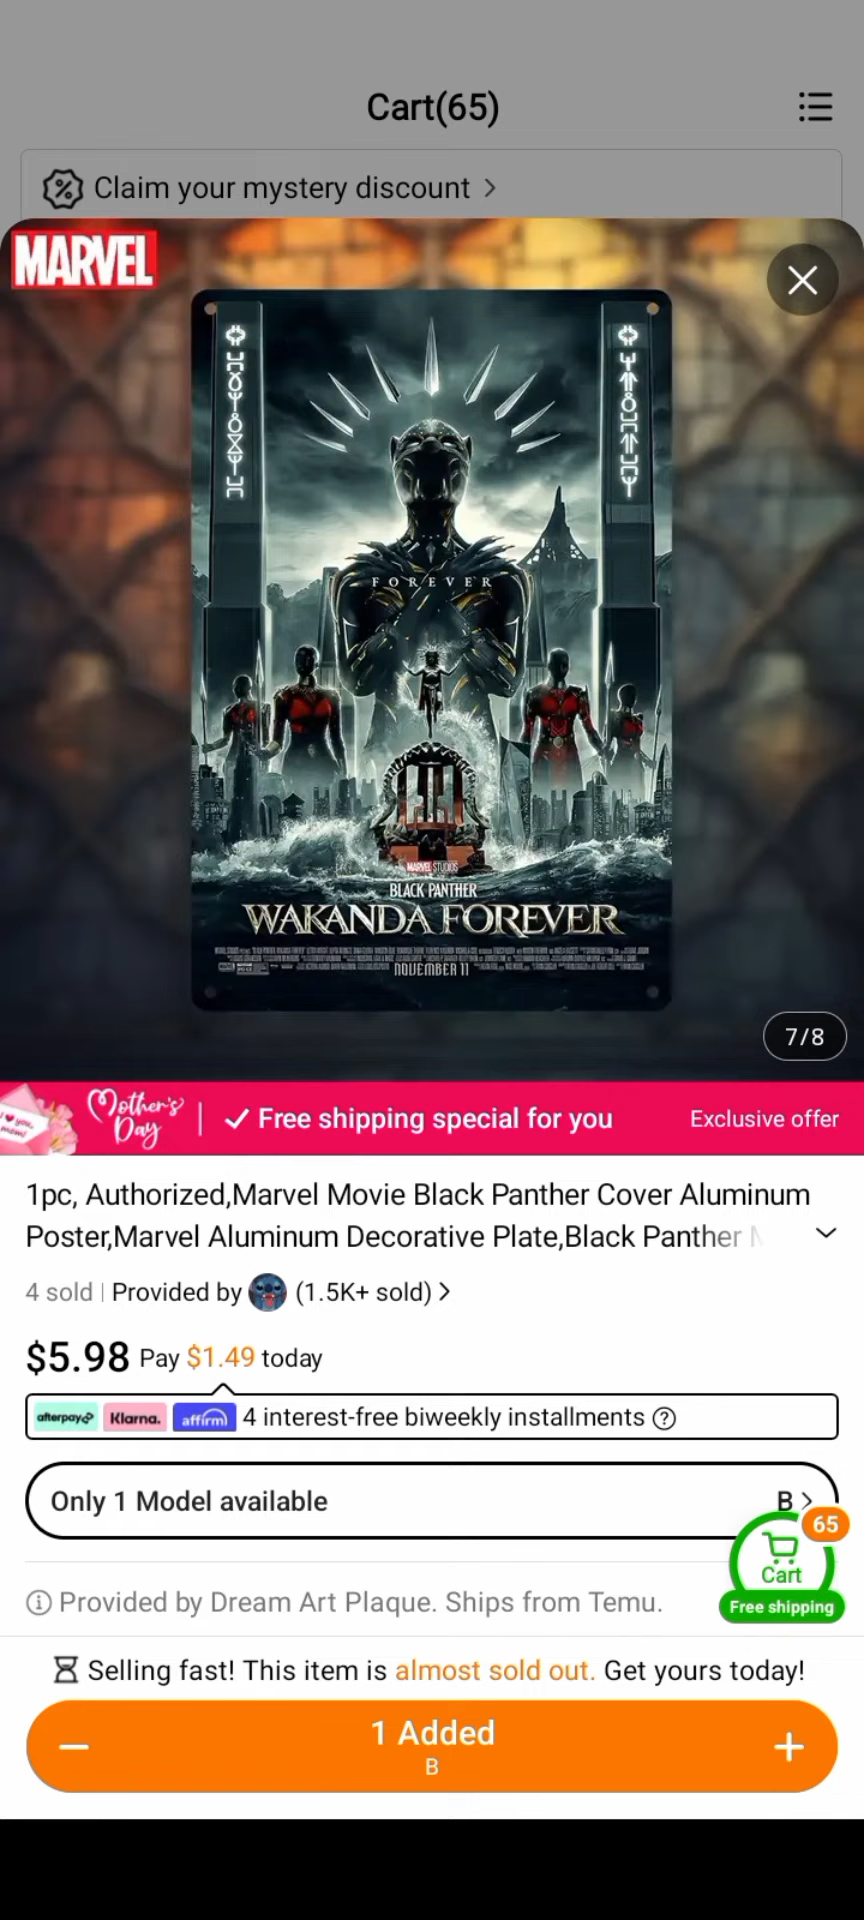 Cart(65)
Claim your mystery discount
MARVEL
FOREVER
MARVEL STUDIOS
BLACK PANTHER
WAKANDA FOREVER
NOVEMBER 11
7/8
Mother's
Day
Free shipping special for you
Exclusive offer
1pc, Authorized,Marvel Movie Black Panther Cover Aluminum
Poster,Marvel Aluminum Decorative Plate,Black Panther
4 sold | Provided by (1.5K+ sold)
$5.98 Pay $1.49 today
afterpay Klarna. affirm 4 interest-free biweekly installments
Only 1 Model available B
65
Cart
Free shipping
Provided by Dream Art Plaque. Ships from Temu.
Selling fast! This item is almost sold out. Get yours today!
− 1 Added +
B